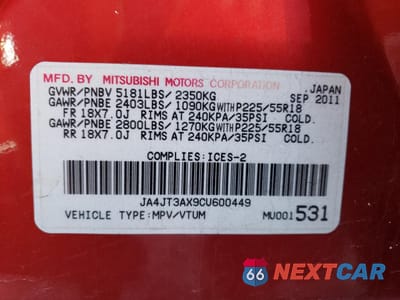 MFD. BY MITSUBISHI MOTORS CORPORATION
JAPAN
GVWR/PNBV 5181LBS/ 2350KG SEP 2011
GAWR/PNBE 2403LBS/ 1090KG WITH P225/55R18
FR 18X7.0J RIMS AT 240KPA/35PSI COLD.
GAWR/PNBE 2800LBS/ 1270KG WITH P225/55R18
RR 18X7.0J RIMS AT 240KPA/35PSI COLD.
COMPLIES:ICES-2
JA4JT3AX9CU600449
VEHICLE TYPE:MPV/VTUM MU001531
66 NEXTCAR